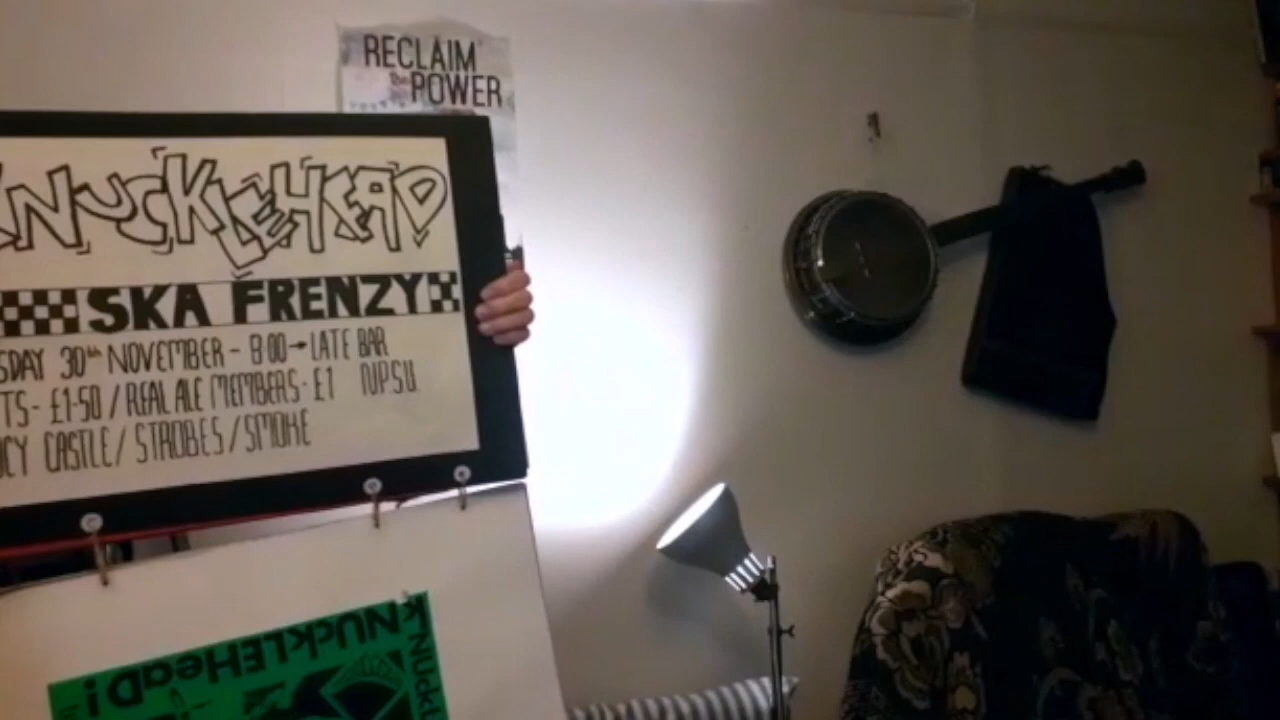 RECLAIM
the POWER
KNUCKLEHEAD
SKA FRENZY
SDAY 30th NOVEMBER - 8 00 → LATE BAR
TS - £1-50 / REAL ALE MEMBERS - £1 NPSU
CY CASTLE / STROBES / SMOKE
KNUCKLEHEAD!
KNUCKL